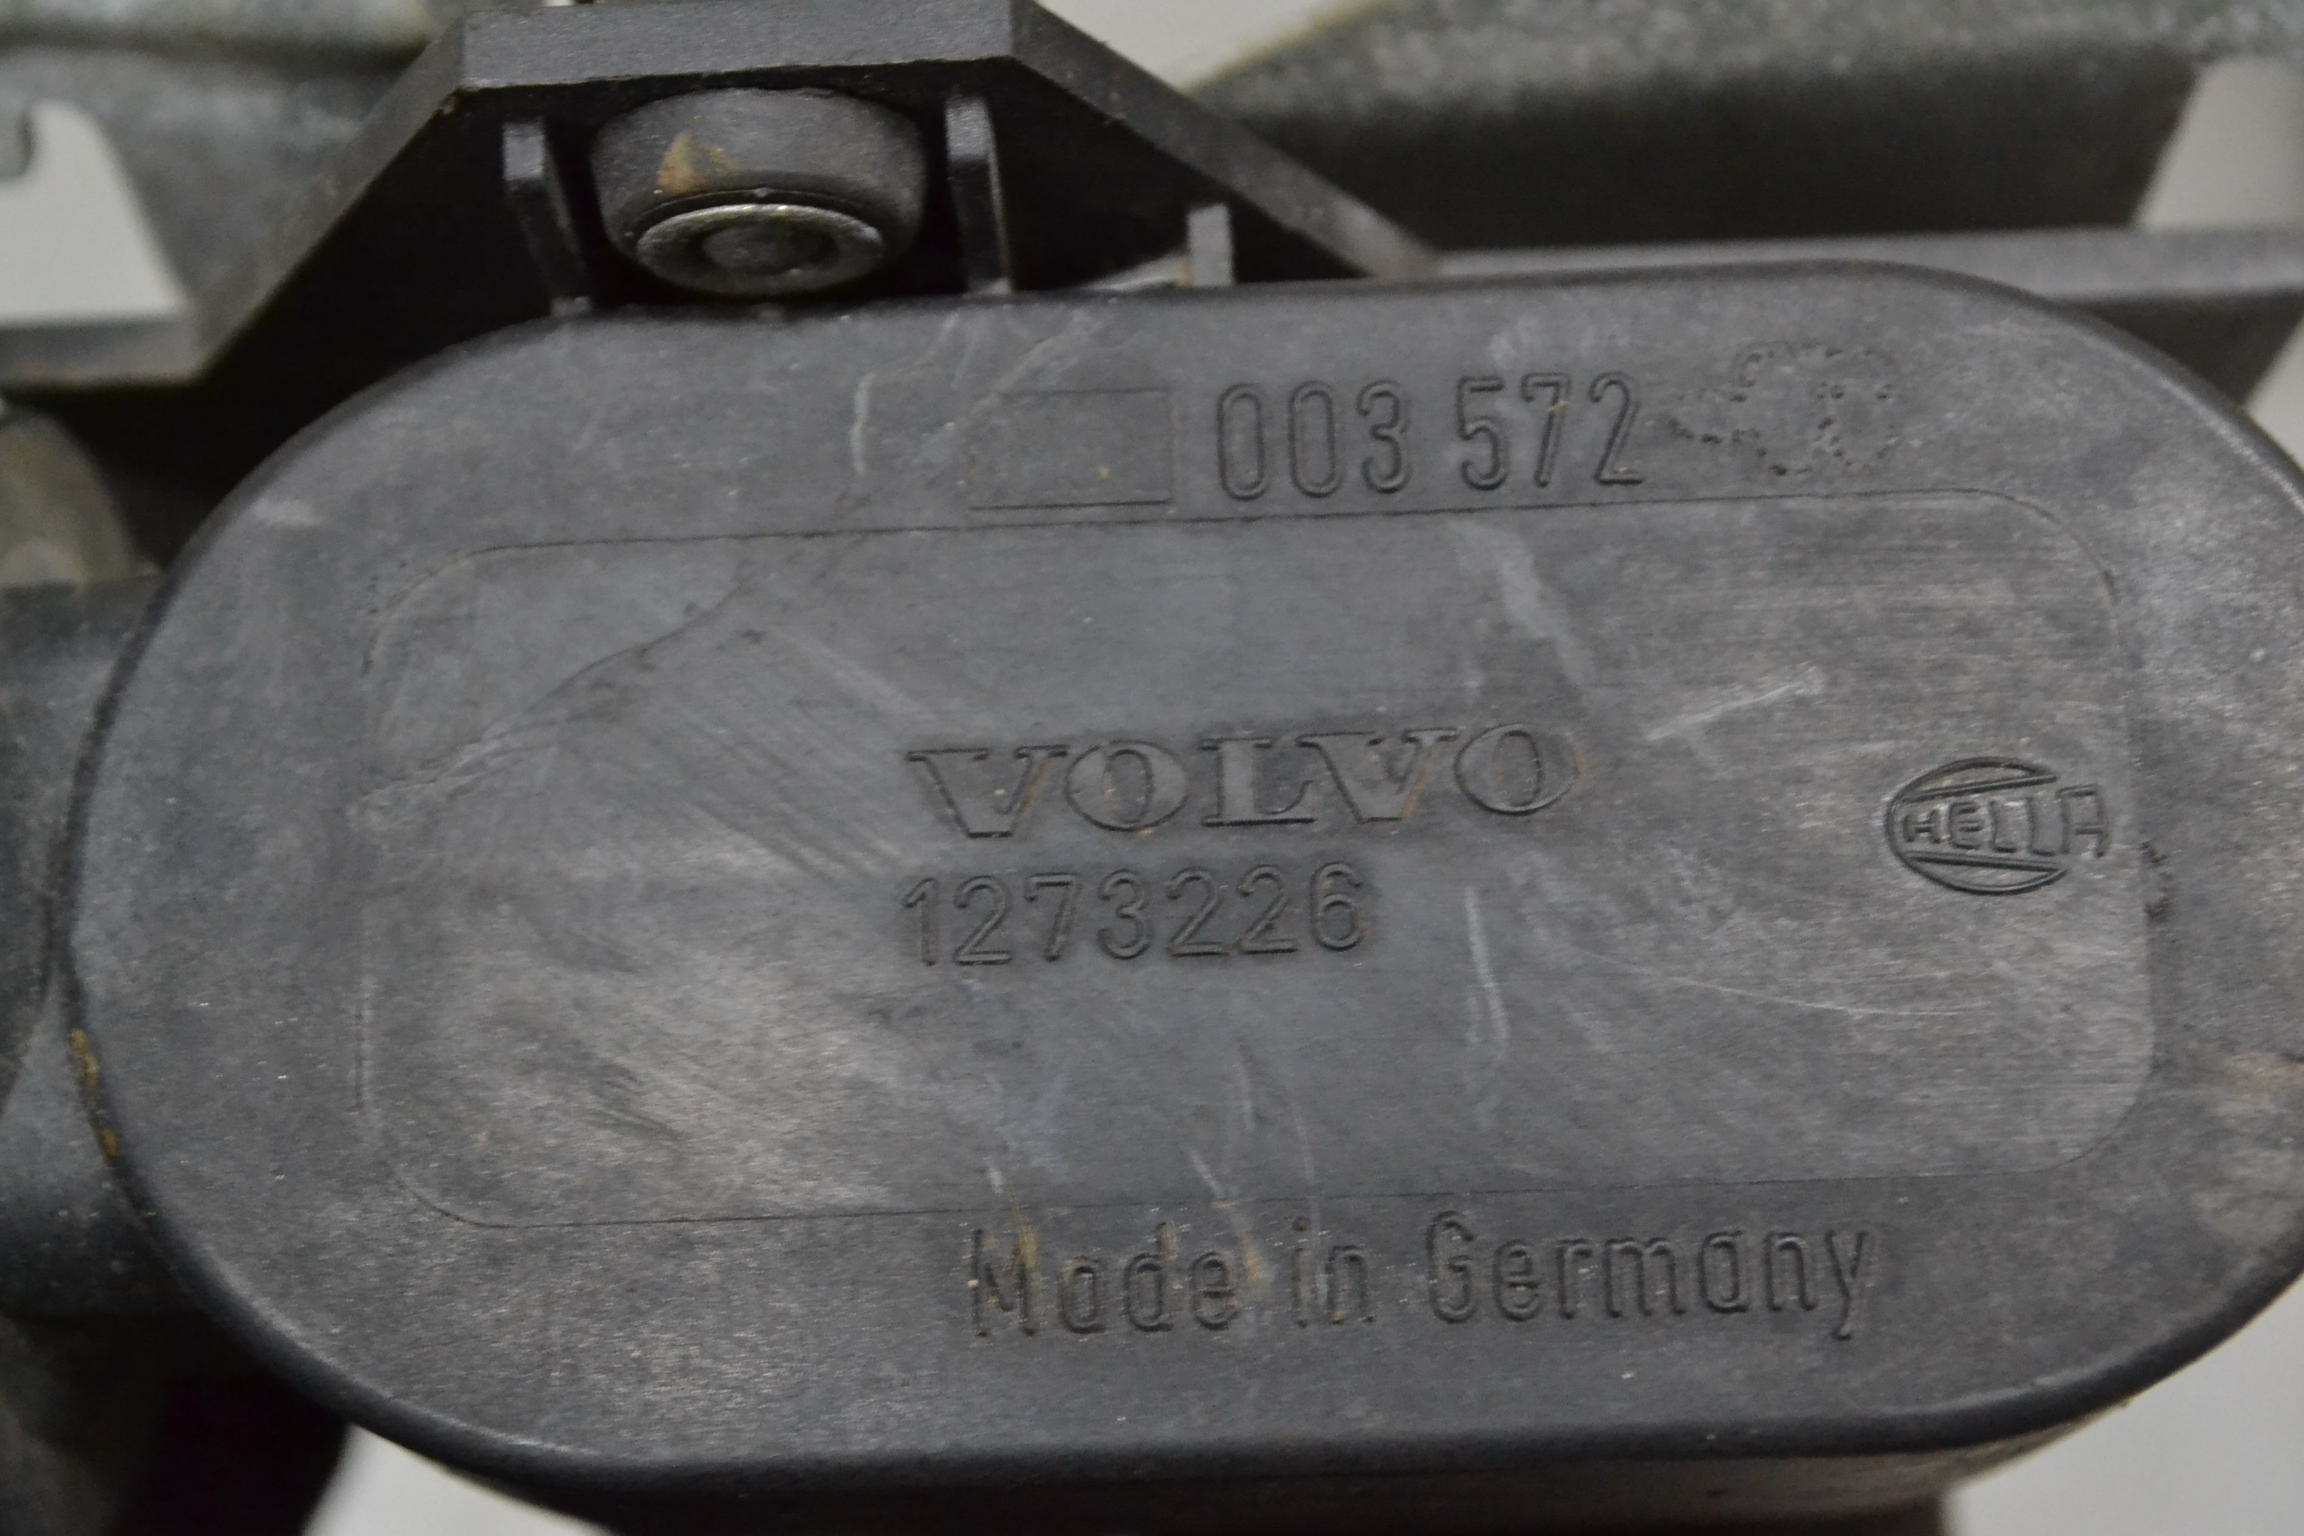 003 572
VOLVO
HELLA
1273226
Made in Germany